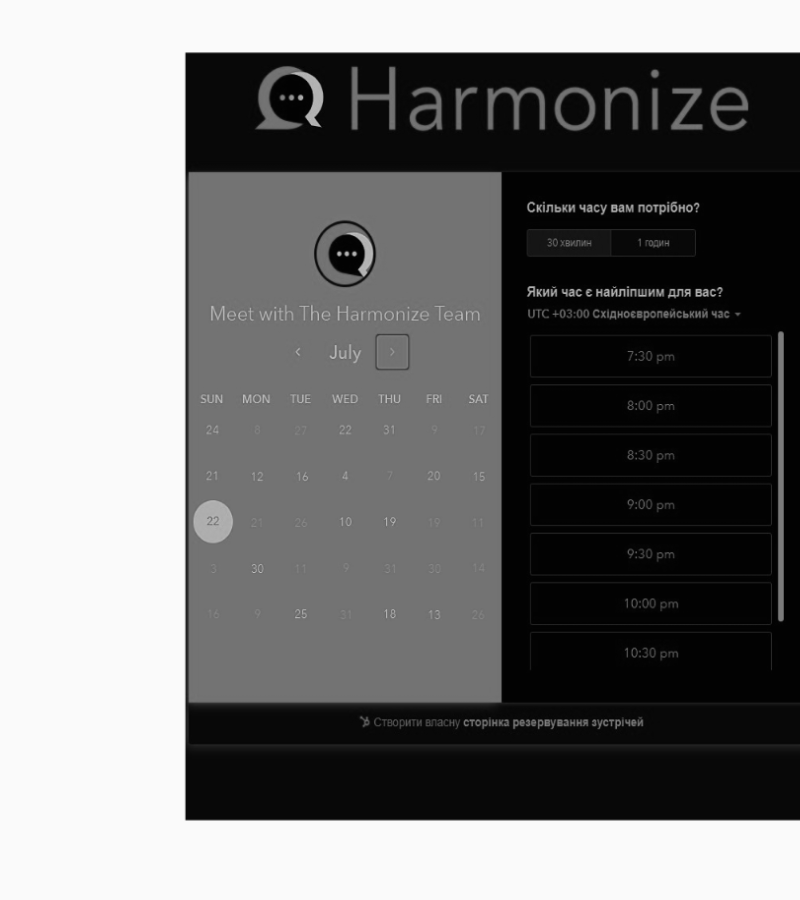 Harmonize
Meet with The Harmonize Team
‹ July ›
SUN MON TUE WED THU FRI SAT
24 8 27 22 31 9 17
21 12 16 4 7 20 15
22 21 26 10 19 19 11
3 30 11 9 31 30 14
16 9 25 31 18 13 26
Скільки часу вам потрібно?
30 хвилин 1 годин
Який час є найліпшим для вас?
UTC +03:00 Східноєвропейський час
7:30 pm
8:00 pm
8:30 pm
9:00 pm
9:30 pm
10:00 pm
10:30 pm
Створити власну сторінка резервування зустрічей